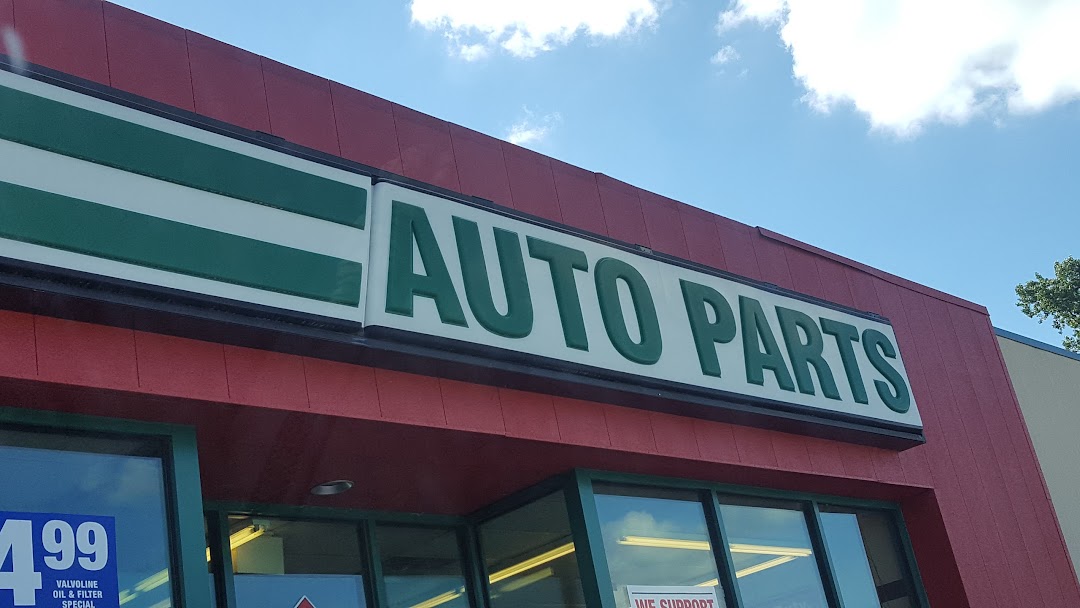 AUTO PARTS
4 99
VALVOLINE
OIL & FILTER
SPECIAL
WE SUPPORT